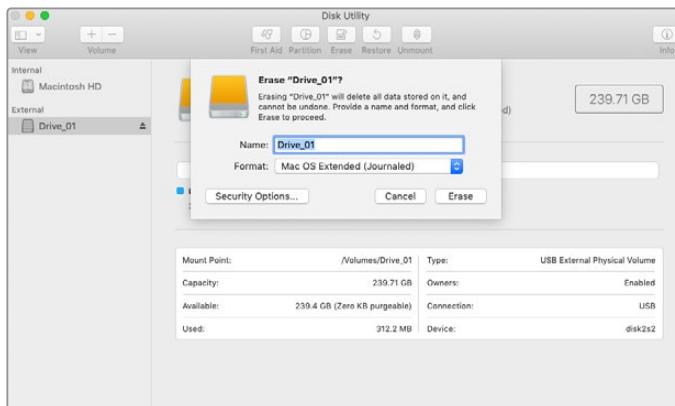 Disk Utility
View
Volume
First Aid Partition Erase Restore Unmount
Info
Internal
Macintosh HD
External
Drive_01
Erase "Drive_01"?
Erasing "Drive_01" will delete all data stored on it, and
cannot be undone. Provide a name and format, and click
Erase to proceed.
Name: Drive_01
Format: Mac OS Extended (Journaled)
Security Options... Cancel Erase
239.71 GB
Mount Point: /Volumes/Drive_01
Capacity: 239.71 GB
Available: 239.4 GB (Zero KB purgeable)
Used: 312.2 MB
Type: USB External Physical Volume
Owners: Enabled
Connection: USB
Device: disk2s2